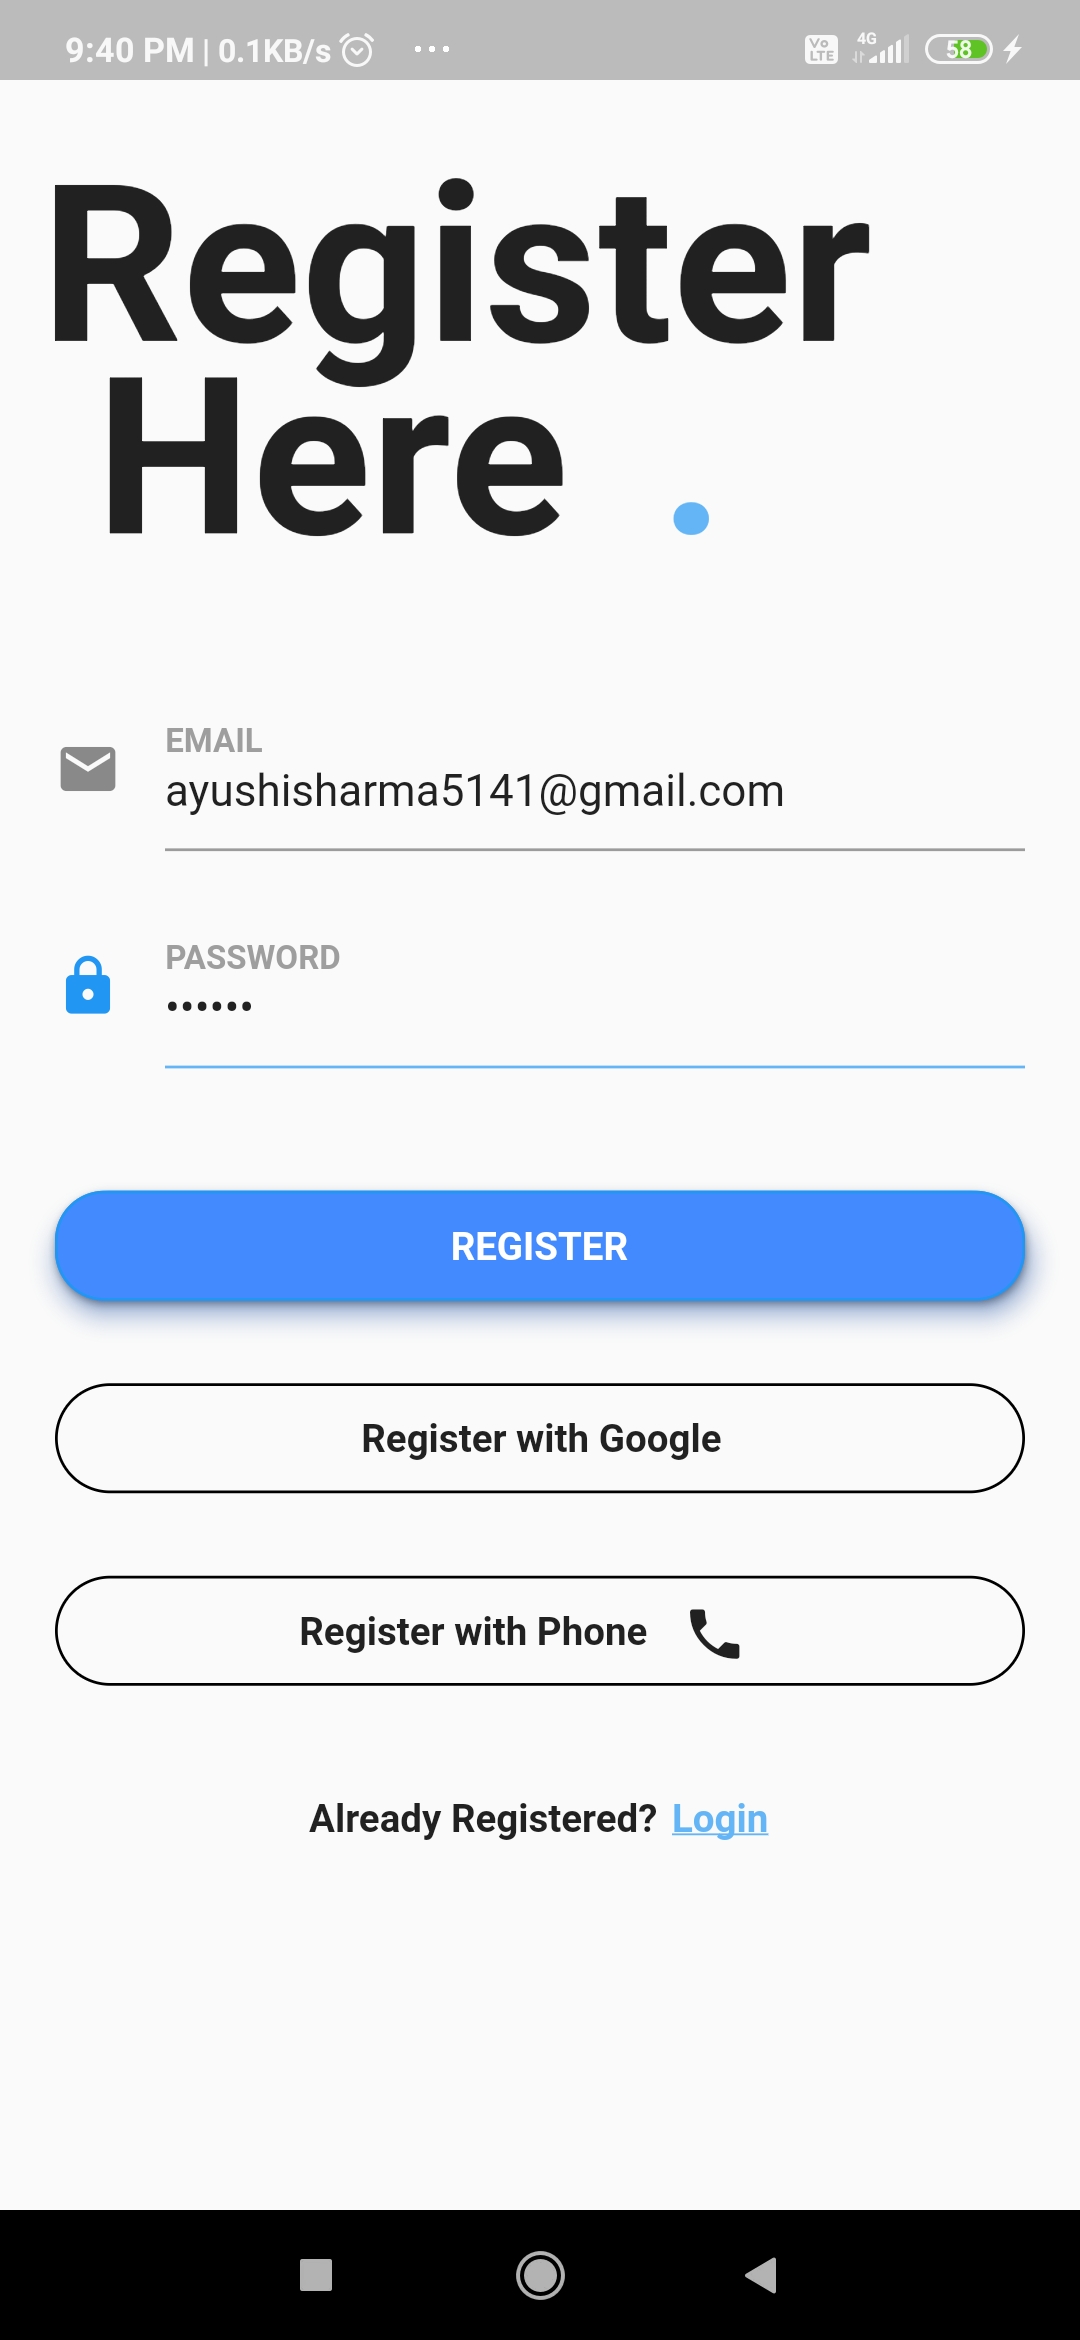 9:40 PM | 0.1KB/s ...
Vo LTE 4G 58
Register
Here .
EMAIL
ayushisharma5141@gmail.com
PASSWORD
••••••
REGISTER
Register with Google
Register with Phone
Already Registered? Login